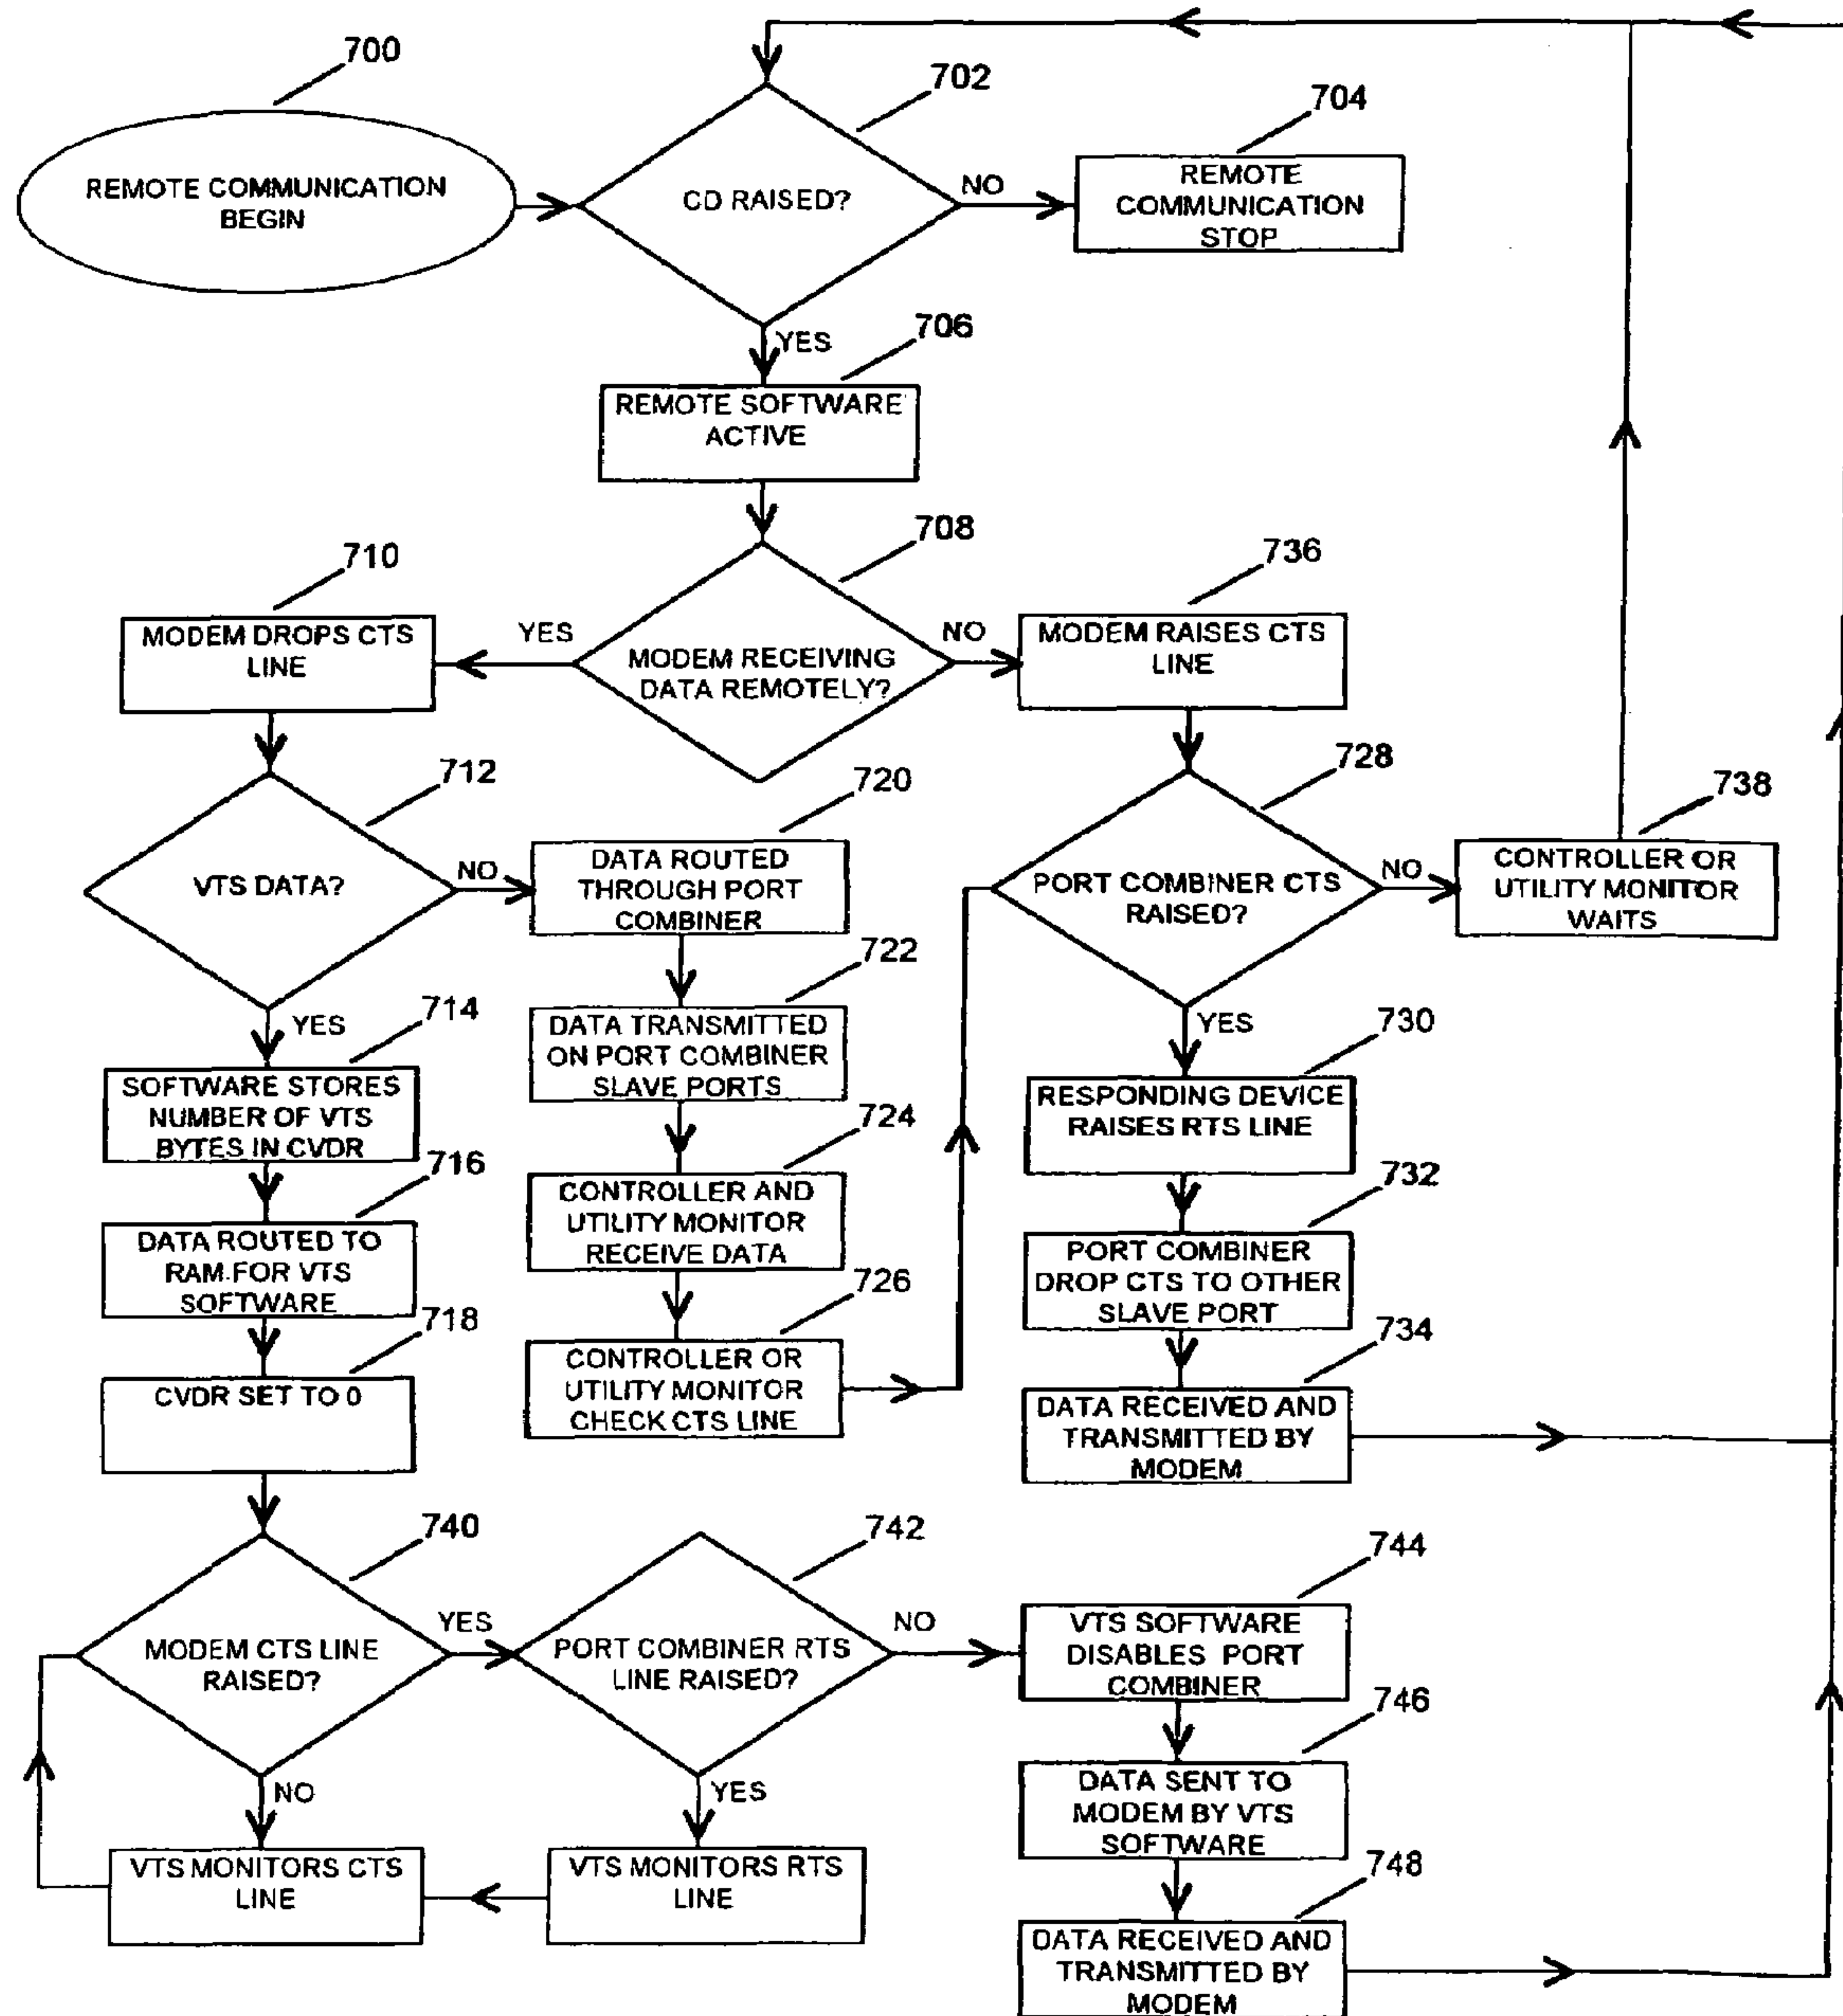 700
REMOTE COMMUNICATION
BEGIN
702
CD RAISED?
NO
704
REMOTE
COMMUNICATION
STOP
YES
706
REMOTE SOFTWARE
ACTIVE
708
MODEM RECEIVING
DATA REMOTELY?
YES
NO
710
MODEM DROPS CTS
LINE
736
MODEM RAISES CTS
LINE
712
VTS DATA?
NO
YES
720
DATA ROUTED
THROUGH PORT
COMBINER
728
PORT COMBINER CTS
RAISED?
NO
YES
738
CONTROLLER OR
UTILITY MONITOR
WAITS
714
SOFTWARE STORES
NUMBER OF VTS
BYTES IN CVDR
722
DATA TRANSMITTED
ON PORT COMBINER
SLAVE PORTS
730
RESPONDING DEVICE
RAISES RTS LINE
716
DATA ROUTED TO
RAM FOR VTS
SOFTWARE
724
CONTROLLER AND
UTILITY MONITOR
RECEIVE DATA
732
PORT COMBINER
DROP CTS TO OTHER
SLAVE PORT
718
CVDR SET TO 0
726
CONTROLLER OR
UTILITY MONITOR
CHECK CTS LINE
734
DATA RECEIVED AND
TRANSMITTED BY
MODEM
740
MODEM CTS LINE
RAISED?
YES
NO
742
PORT COMBINER RTS
LINE RAISED?
NO
YES
744
VTS SOFTWARE
DISABLES PORT
COMBINER
746
DATA SENT TO
MODEM BY VTS
SOFTWARE
VTS MONITORS CTS
LINE
VTS MONITORS RTS
LINE
748
DATA RECEIVED AND
TRANSMITTED BY
MODEM